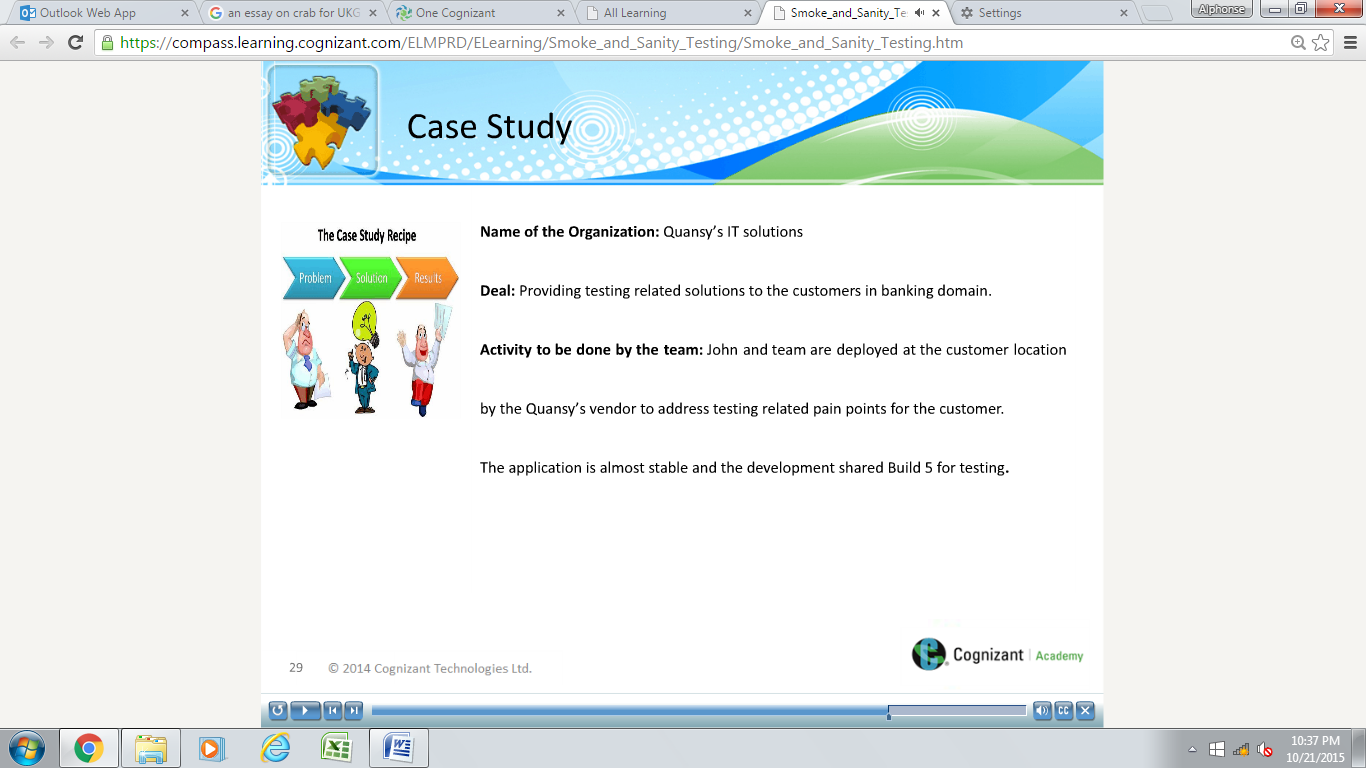 Outlook Web App
an essay on crab for UKG
One Cognizant
All Learning
Smoke_and_Sanity_Te
Settings
Alphonse
https://compass.learning.cognizant.com/ELMPRD/ELearning/Smoke_and_Sanity_Testing/Smoke_and_Sanity_Testing.htm
Case Study
The Case Study Recipe
Problem
Solution
Results
Name of the Organization: Quansy's IT solutions
Deal: Providing testing related solutions to the customers in banking domain.
Activity to be done by the team: John and team are deployed at the customer location
by the Quansy's vendor to address testing related pain points for the customer.
The application is almost stable and the development shared Build 5 for testing.
29
© 2014 Cognizant Technologies Ltd.
Cognizant | Academy
CC
10:37 PM
10/21/2015